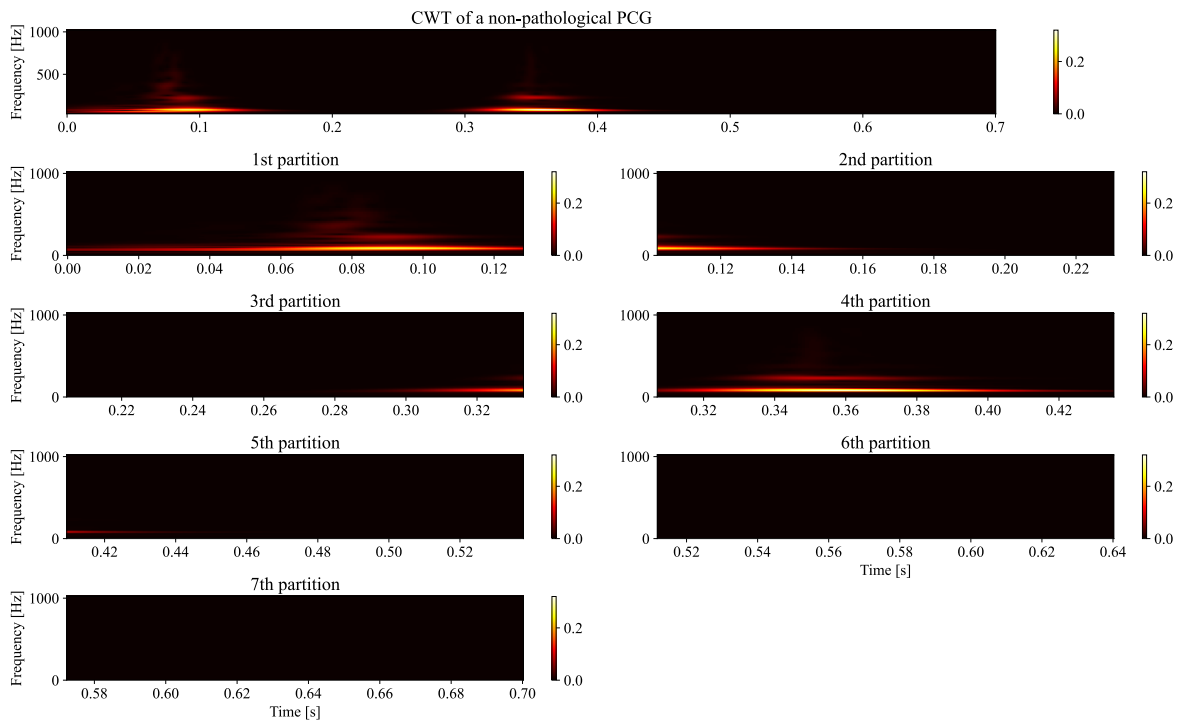 CWT of a non-pathological PCG
Frequency [Hz]
1000
500
0.2
0.0
0.0 0.1 0.2 0.3 0.4 0.5 0.6 0.7
1st partition
Frequency [Hz]
1000
0
0.2
0.0
0.00 0.02 0.04 0.06 0.08 0.10 0.12
2nd partition
1000
0
0.2
0.0
0.12 0.14 0.16 0.18 0.20 0.22
3rd partition
Frequency [Hz]
1000
0
0.2
0.0
0.22 0.24 0.26 0.28 0.30 0.32
4th partition
1000
0
0.2
0.0
0.32 0.34 0.36 0.38 0.40 0.42
5th partition
Frequency [Hz]
1000
0
0.2
0.0
0.42 0.44 0.46 0.48 0.50 0.52
6th partition
1000
0
0.2
0.0
0.52 0.54 0.56 0.58 0.60 0.62 0.64
Time [s]
7th partition
Frequency [Hz]
1000
0
0.2
0.0
0.58 0.60 0.62 0.64 0.66 0.68 0.70
Time [s]